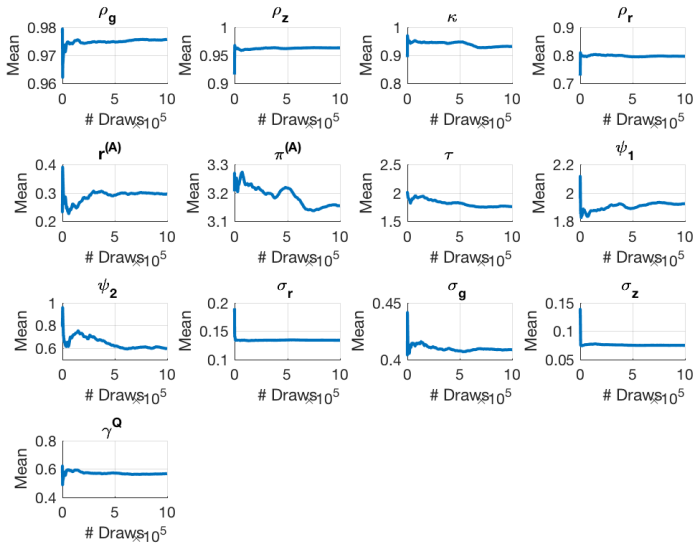 ρg
0.98
0.97
0.96
Mean
0 5 10
# Draws ×10^5
ρz
1
0.95
0.9
Mean
0 5 10
# Draws ×10^5
κ
1
0.9
0.8
Mean
0 5 10
# Draws ×10^5
ρr
0.9
0.8
0.7
Mean
0 5 10
# Draws ×10^5
r(A)
0.4
0.3
0.2
Mean
0 5 10
# Draws ×10^5
π(A)
3.3
3.2
3.1
Mean
0 5 10
# Draws ×10^5
τ
2.5
2
1.5
Mean
0 5 10
# Draws ×10^5
ψ1
2.2
2
1.8
Mean
0 5 10
# Draws ×10^5
ψ2
1
0.8
0.6
Mean
0 5 10
# Draws ×10^5
σr
0.2
0.15
0.1
Mean
0 5 10
# Draws ×10^5
σg
0.45
0.4
Mean
0 5 10
# Draws ×10^5
σz
0.15
0.1
0.05
Mean
0 5 10
# Draws ×10^5
γQ
0.8
0.6
0.4
Mean
0 5 10
# Draws ×10^5